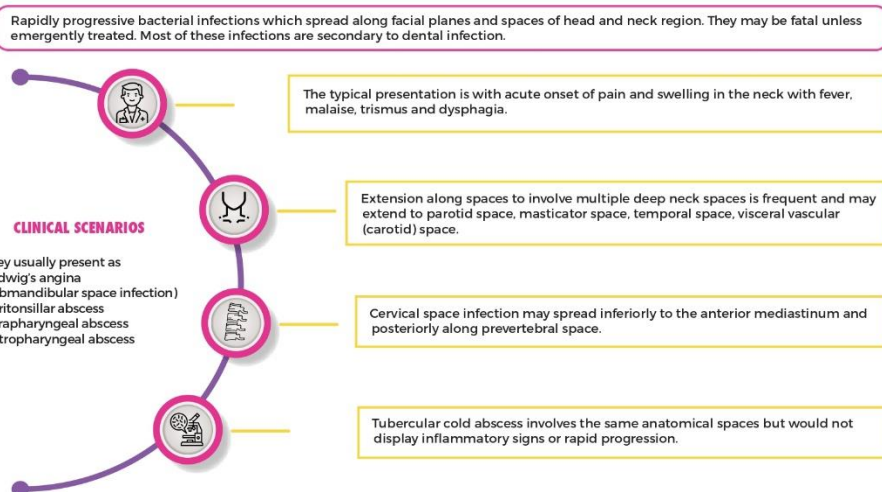 Rapidly progressive bacterial infections which spread along facial planes and spaces of head and neck region. They may be fatal unless
emergently treated. Most of these infections are secondary to dental infection.
The typical presentation is with acute onset of pain and swelling in the neck with fever,
malaise, trismus and dysphagia.
Extension along spaces to involve multiple deep neck spaces is frequent and may
extend to parotid space, masticator space, temporal space, visceral vascular
(carotid) space.
CLINICAL SCENARIOS
ey usually present as
dwig's angina
bmandibular space infection)
ritonsillar abscess
rapharyngeal abscess
tropharyngeal abscess
Cervical space infection may spread inferiorly to the anterior mediastinum and
posteriorly along prevertebral space.
Tubercular cold abscess involves the same anatomical spaces but would not
display inflammatory signs or rapid progression.